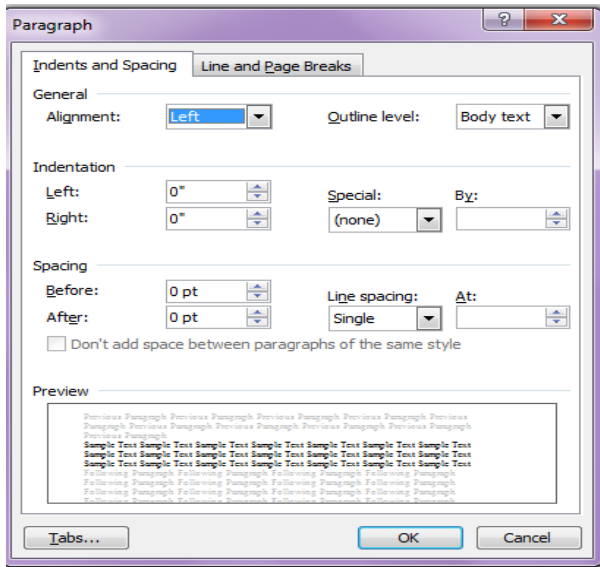 Paragraph
Indents and Spacing Line and Page Breaks
General
Alignment: Left Outline level: Body text
Indentation
Left: 0" Special: By:
Right: 0" (none)
Spacing
Before: 0 pt Line spacing: At:
After: 0 pt Single
Don't add space between paragraphs of the same style
Preview
Previous Paragraph Previous Paragraph Previous Paragraph Previous Paragraph Previous
Paragraph Previous Paragraph Previous Paragraph Previous Paragraph Previous Paragraph
Previous Paragraph
Sample Text Sample Text Sample Text Sample Text Sample Text Sample Text Sample Text
Sample Text Sample Text Sample Text Sample Text Sample Text Sample Text Sample Text
Sample Text Sample Text Sample Text Sample Text Sample Text Sample Text Sample Text
Following Paragraph Following Paragraph Following Paragraph Following Paragraph
Following Paragraph Following Paragraph Following Paragraph Following Paragraph
Following Paragraph Following Paragraph Following Paragraph Following Paragraph
Following Paragraph Following Paragraph Following Paragraph Following Paragraph
Tabs... OK Cancel